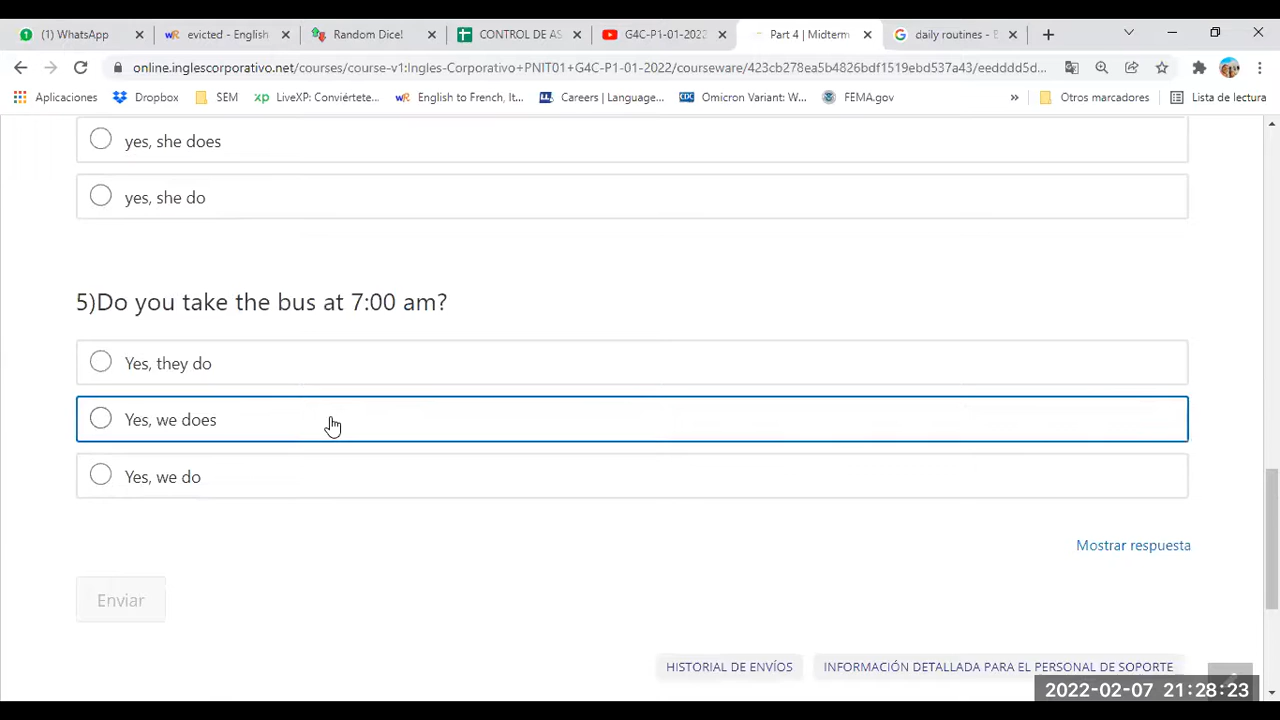 (1) WhatsApp
evicted - English
Random Dice!
CONTROL DE AS
G4C-P1-01-2022
Part 4 | Midterm
daily routines - E
online.inglescorporativo.net/courses/course-v1:Ingles-Corporativo+PNIT01+G4C-P1-01-2022/courseware/423cb278ea5b4826bdf1519ebd537a43/eedddd5d...
Aplicaciones
Dropbox
SEM
LiveXP: Conviértete...
English to French, It...
Careers | Language...
Omicron Variant: W...
FEMA.gov
»
Otros marcadores
Lista de lectura
yes, she does
yes, she do
5)Do you take the bus at 7:00 am?
Yes, they do
Yes, we does
Yes, we do
Mostrar respuesta
Enviar
HISTORIAL DE ENVÍOS
INFORMACIÓN DETALLADA PARA EL PERSONAL DE SOPORTE
2022-02-07 21:28:23